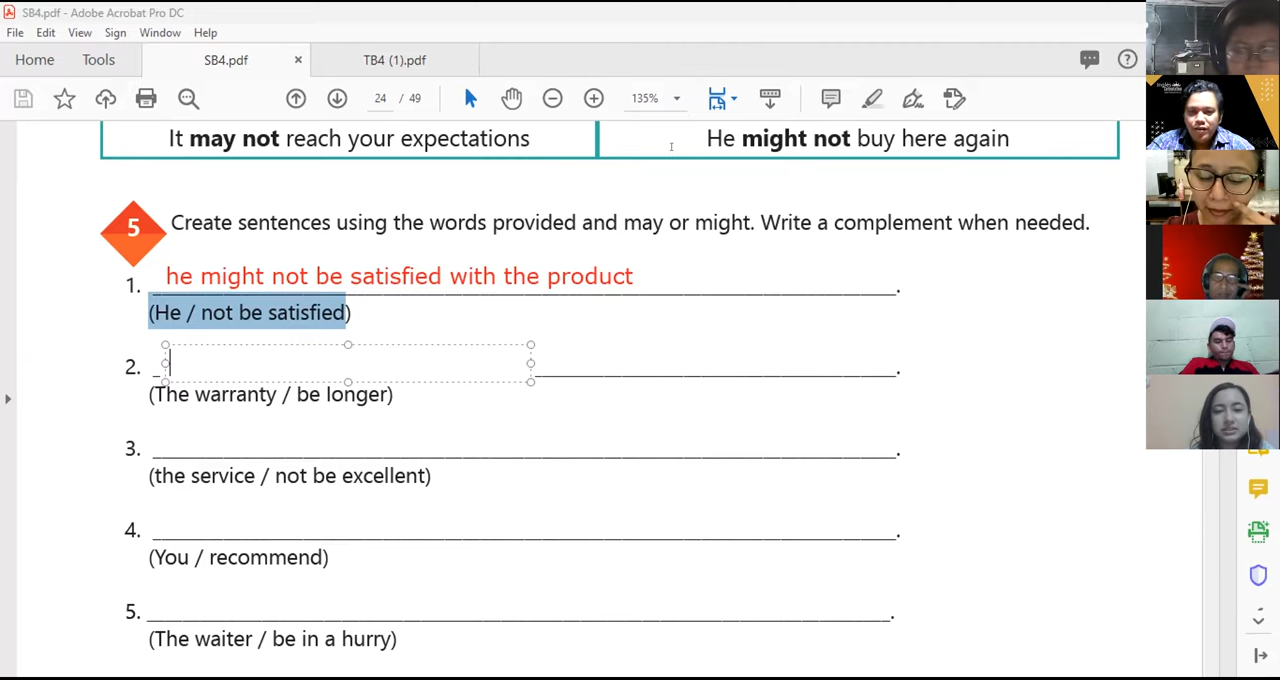 SB4.pdf - Adobe Acrobat Pro DC
File Edit View Sign Window Help
Home Tools SB4.pdf × TB4 (1).pdf
24 / 49 135%
It may not reach your expectations He might not buy here again
5 Create sentences using the words provided and may or might. Write a complement when needed.
1. he might not be satisfied with the product.
(He / not be satisfied)
2. .
(The warranty / be longer)
3. .
(the service / not be excellent)
4. .
(You / recommend)
5. .
(The waiter / be in a hurry)